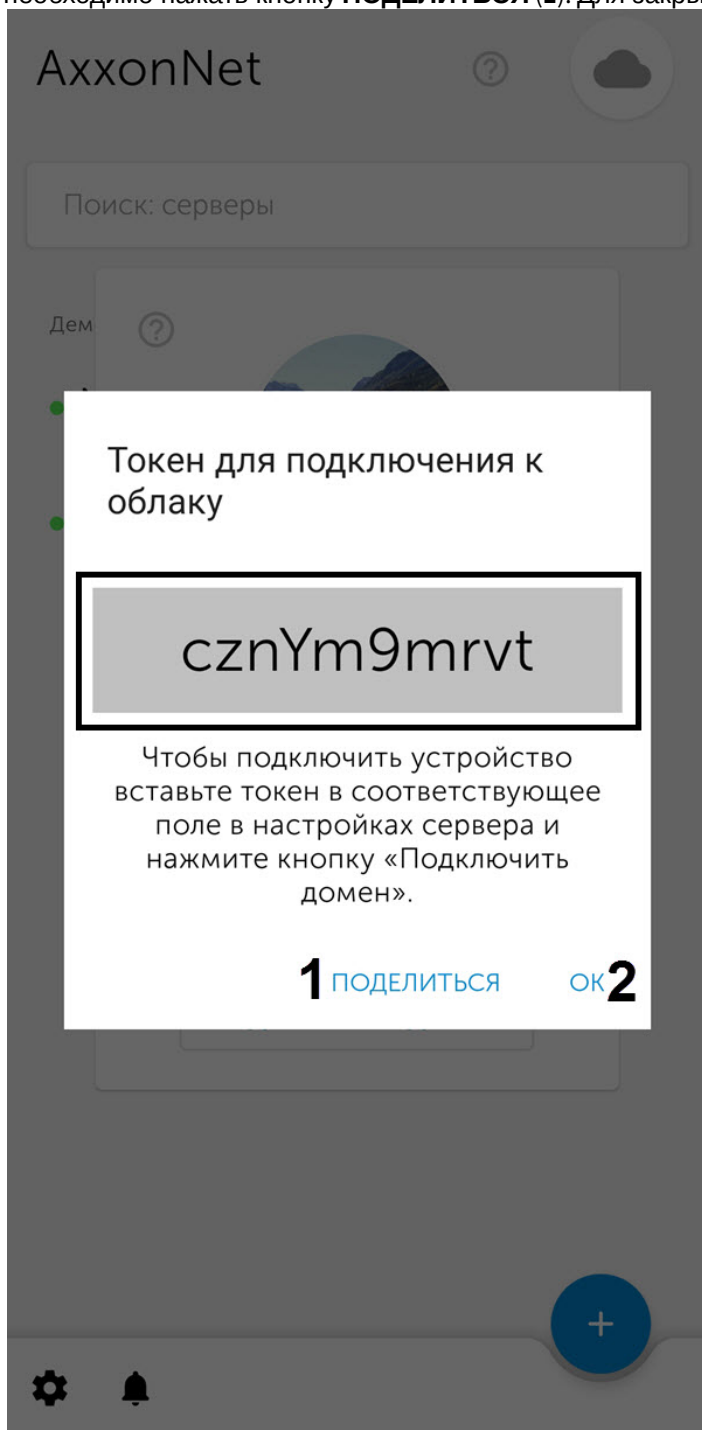 необходимо нажать кнопку ПОДЕЛИТЬСЯ (1). Для закры
AxxonNet
Поиск: серверы
Дем
Токен для подключения к
облаку
cznYm9mrvt
Чтобы подключить устройство
вставьте токен в соответствующее
поле в настройках сервера и
нажмите кнопку «Подключить
домен».
1 ПОДЕЛИТЬСЯ ОК 2